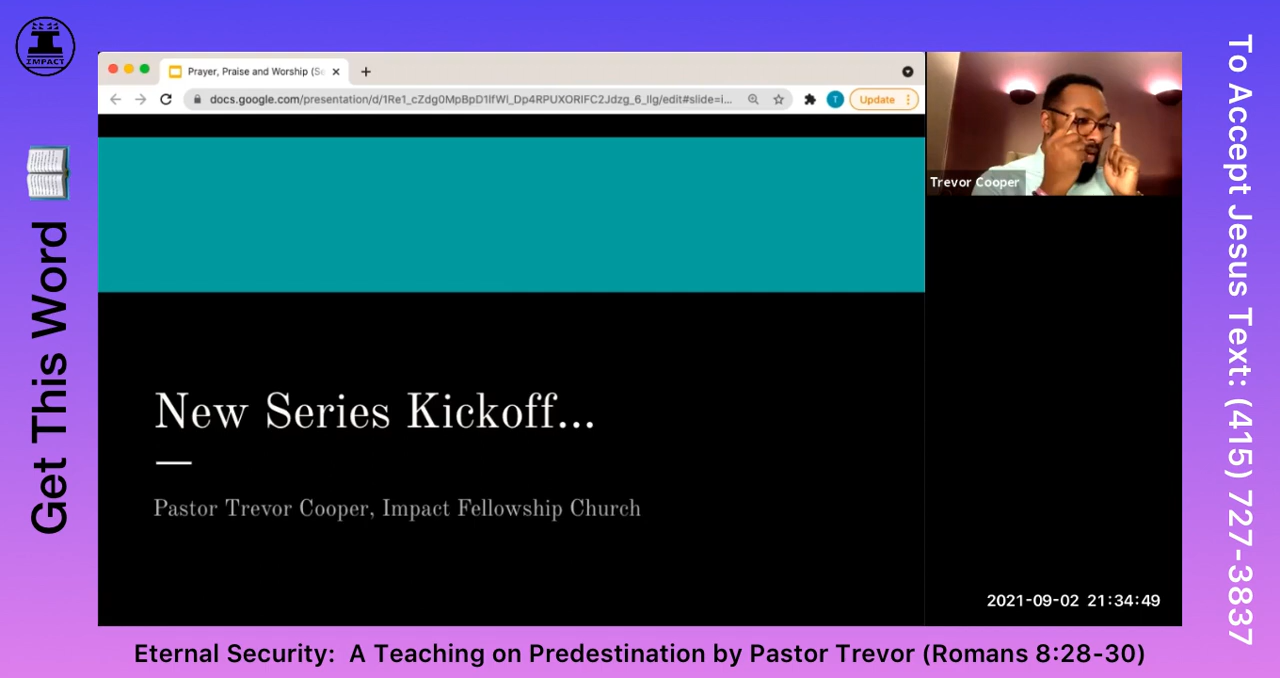 IMPACT
Get This Word
Prayer, Praise and Worship (Se
docs.google.com/presentation/d/1Re1_cZdg0MpBpD1lfWl_Dp4RPUXORIFC2Jdzg_6_Ilg/edit#slide=i...
T
Update
New Series Kickoff...
Pastor Trevor Cooper, Impact Fellowship Church
Trevor Cooper
2021-09-02 21:34:49
To Accept Jesus Text: (415) 727-3837
Eternal Security: A Teaching on Predestination by Pastor Trevor (Romans 8:28-30)